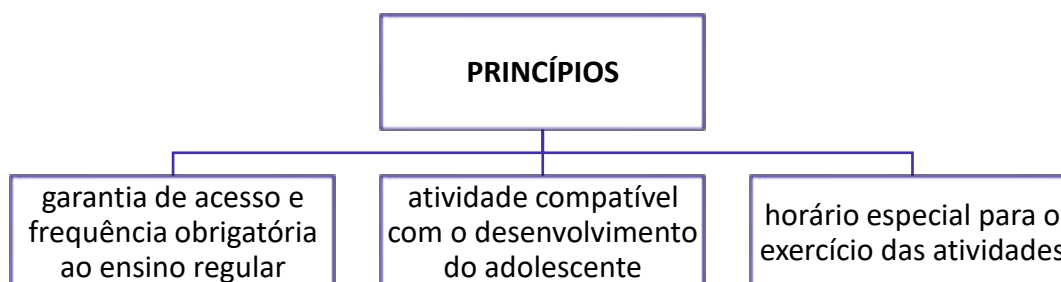 PRINCÍPIOS
garantia de acesso e
frequência obrigatória
ao ensino regular
atividade compatível
com o desenvolvimento
do adolescente
horário especial para o
exercício das atividades